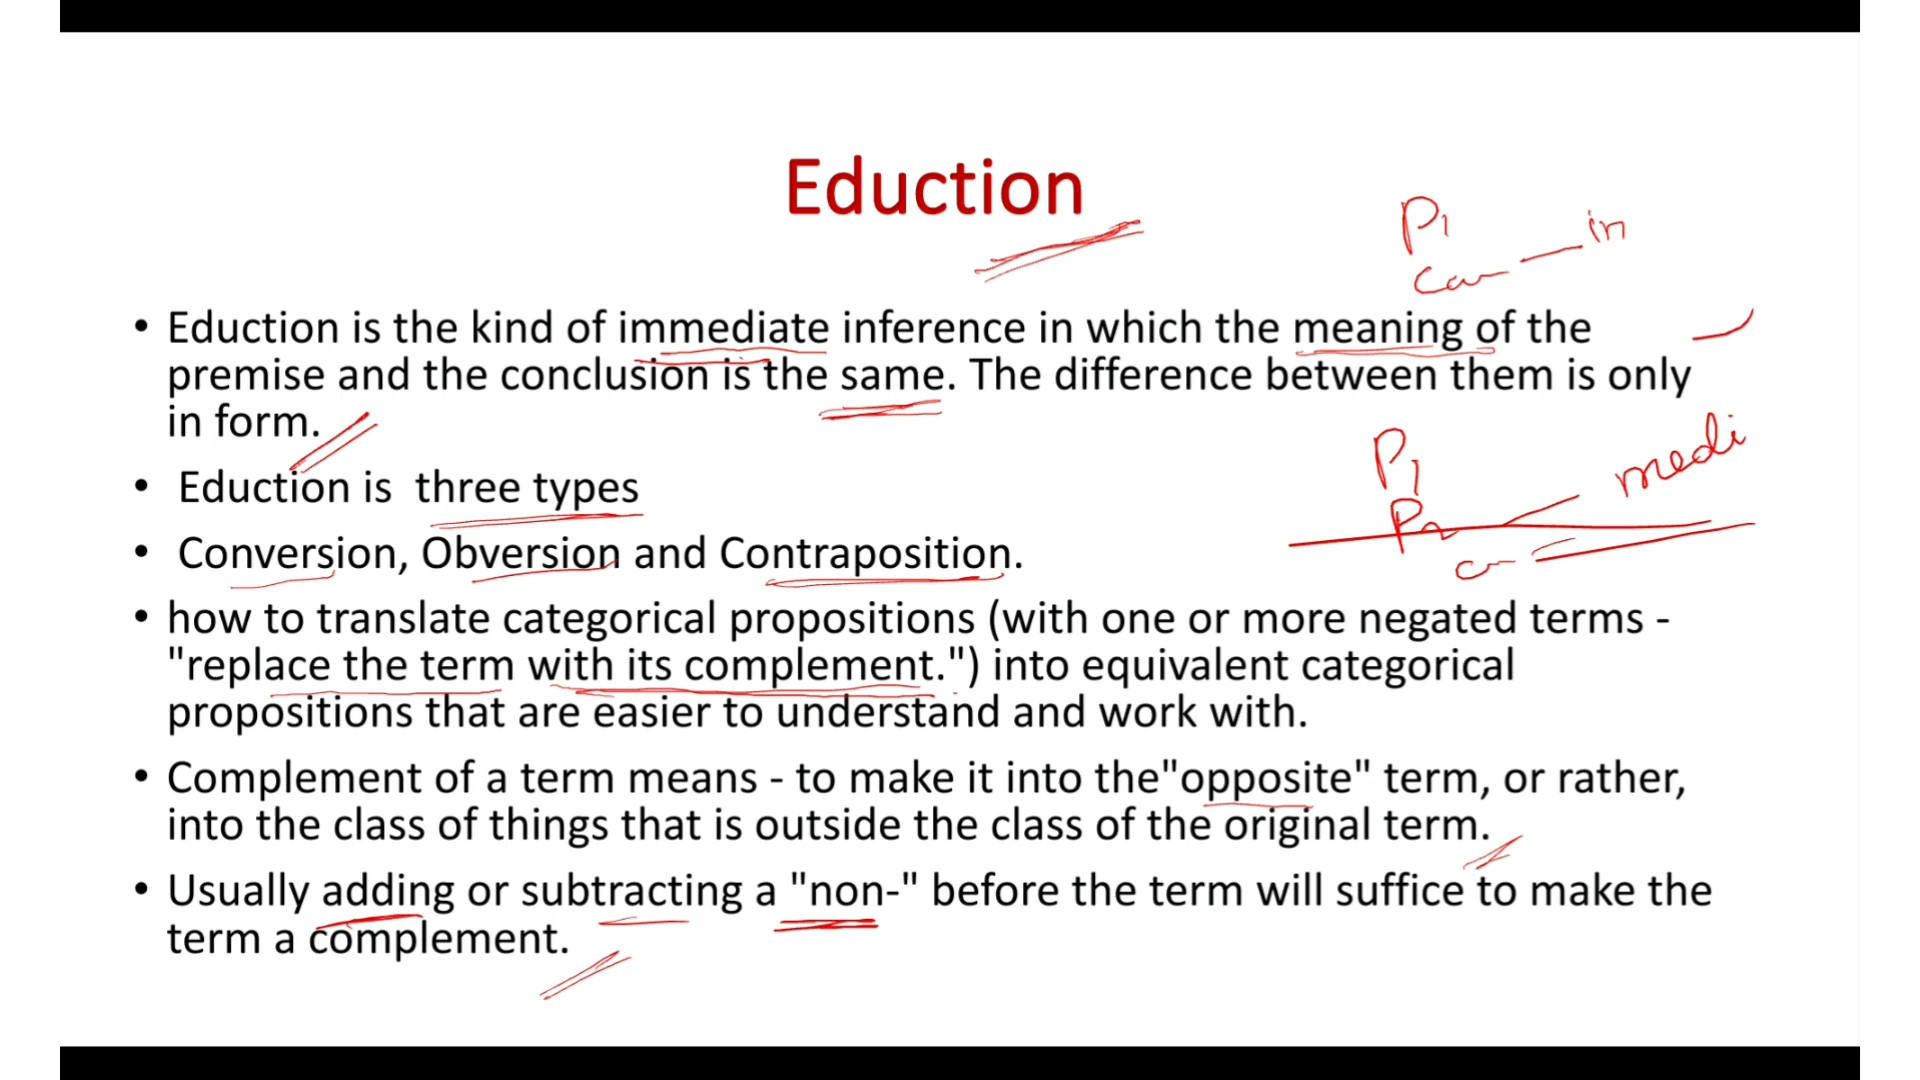 Eduction
P1
in
• Eduction is the kind of immediate inference in which the meaning of the
premise and the conclusion is the same. The difference between them is only
in form.
P1
medi
P2
• Eduction is  three types
• Conversion, Obversion and Contraposition.
• how to translate categorical propositions (with one or more negated terms -
"replace the term with its complement.") into equivalent categorical
propositions that are easier to understand and work with.
• Complement of a term means - to make it into the"opposite" term, or rather,
into the class of things that is outside the class of the original term.
• Usually adding or subtracting a "non-" before the term will suffice to make the
term a complement.